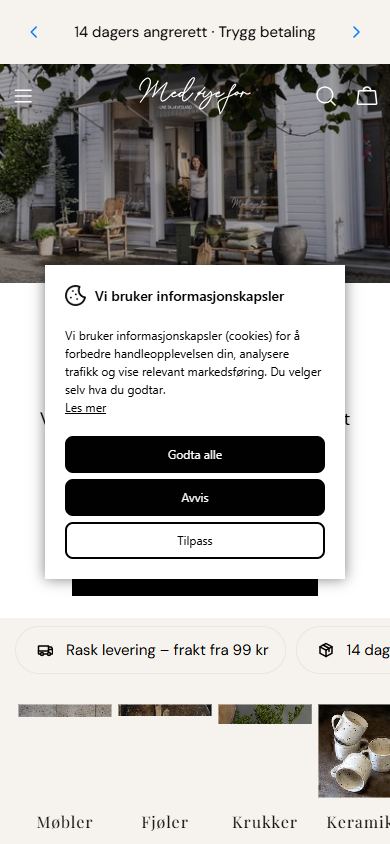 14 dagers angrerett · Trygg betaling
Med øye for
Vi bruker informasjonskapsler
Vi bruker informasjonskapsler (cookies) for å
forbedre handleopplevelsen din, analysere
trafikk og vise relevant markedsføring. Du velger
selv hva du godtar.
Les mer
Godta alle
Avvis
Tilpass
Rask levering – frakt fra 99 kr
14 dag
Møbler
Fjøler
Krukker
Keramik